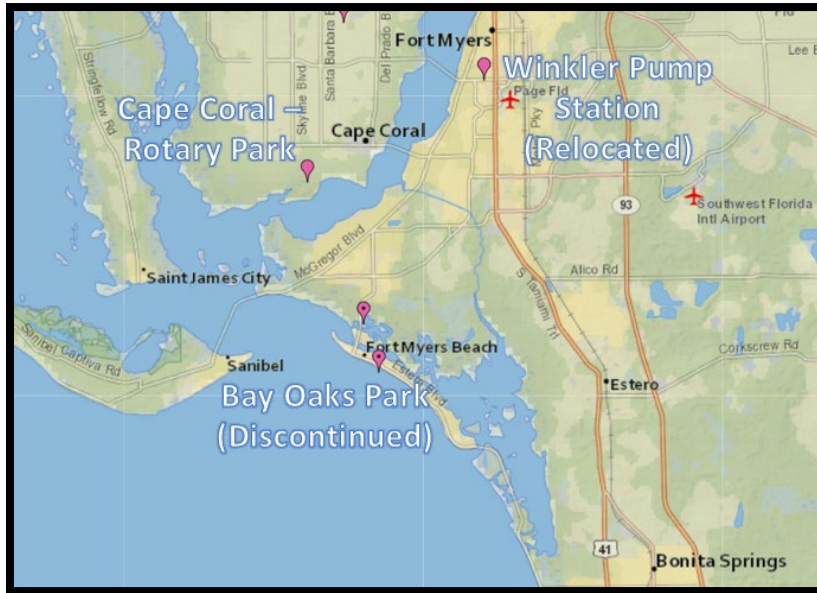 Fort Myers
Winkler Pump
Station
(Relocated)
Page Fld
Lee B
Stringfellow Rd
Skyline Blvd
Santa Barbara B
Del Prado B
Cape Coral –
Rotary Park
Cape Coral
Pky
93
Southwest Florida
Intl Airport
McGregor Blvd
Saint James City
S Tamiami Trl
Alico Rd
Sanibel Captiva Rd
Sanibel
Fort Myers Beach
Estero Blvd
Corkscrew Rd
Estero
Bay Oaks Park
(Discontinued)
41
Bonita Springs